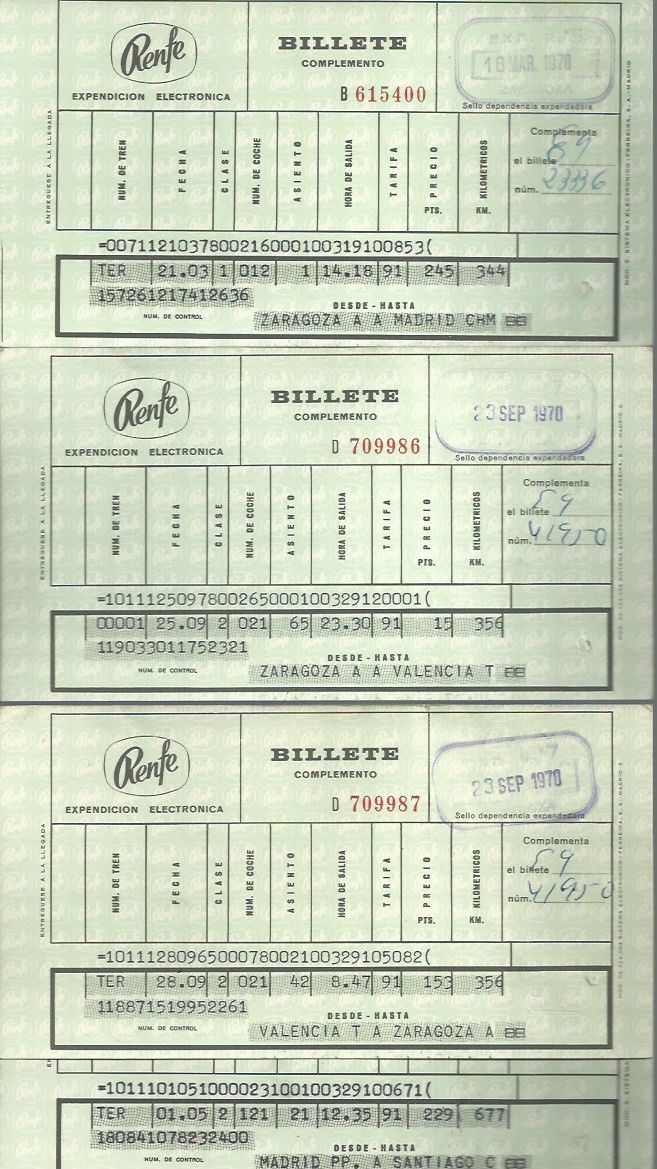 Renfe
BILLETE
COMPLEMENTO
EXPENDICION ELECTRONICA
B 615400
18 MAR. 1970
Sello dependencia expendedora
ENTREGUESE A LA LLEGADA
NUM. DE TREN FECHA CLASE NUM. DE COCHE ASIENTO HORA DE SALIDA TARIFA PRECIO PTS. KILOMETRICOS KM.
Complementa
el billete 59
núm. 23336
=0071121037800216000100319100853(
TER 21.03 1 012 1 14.18 91 245 344
157261217412636
NUM. DE CONTROL
DESDE - HASTA
ZARAGOZA A A MADRID CHM
Renfe
BILLETE
COMPLEMENTO
EXPENDICION ELECTRONICA
D 709986
23 SEP 1970
Sello dependencia expendedora
ENTREGUESE A LA LLEGADA
NUM. DE TREN FECHA CLASE NUM. DE COCHE ASIENTO HORA DE SALIDA TARIFA PRECIO PTS. KILOMETRICOS KM.
Complementa
el billete 59
núm. 41950
=1011125097800265000100329120001(
00001 25.09 2 021 65 23.30 91 15 356
119033011752321
NUM. DE CONTROL
DESDE - HASTA
ZARAGOZA A A VALENCIA T
Renfe
BILLETE
COMPLEMENTO
EXPENDICION ELECTRONICA
D 709987
23 SEP 1970
Sello dependencia expendedora
ENTREGUESE A LA LLEGADA
NUM. DE TREN FECHA CLASE NUM. DE COCHE ASIENTO HORA DE SALIDA TARIFA PRECIO PTS. KILOMETRICOS KM.
Complementa
el billete 59
núm. 41950
=1011128096500078002100329105082(
TER 28.09 2 021 42 8.47 91 153 356
118871519952261
NUM. DE CONTROL
DESDE - HASTA
VALENCIA T A ZARAGOZA A
=1011101051000023100100329100671(
TER 01.05 2 121 21 12.35 91 229 677
180841078232400
NUM. DE CONTROL
DESDE - HASTA
MADRID PP. A SANTIAGO C